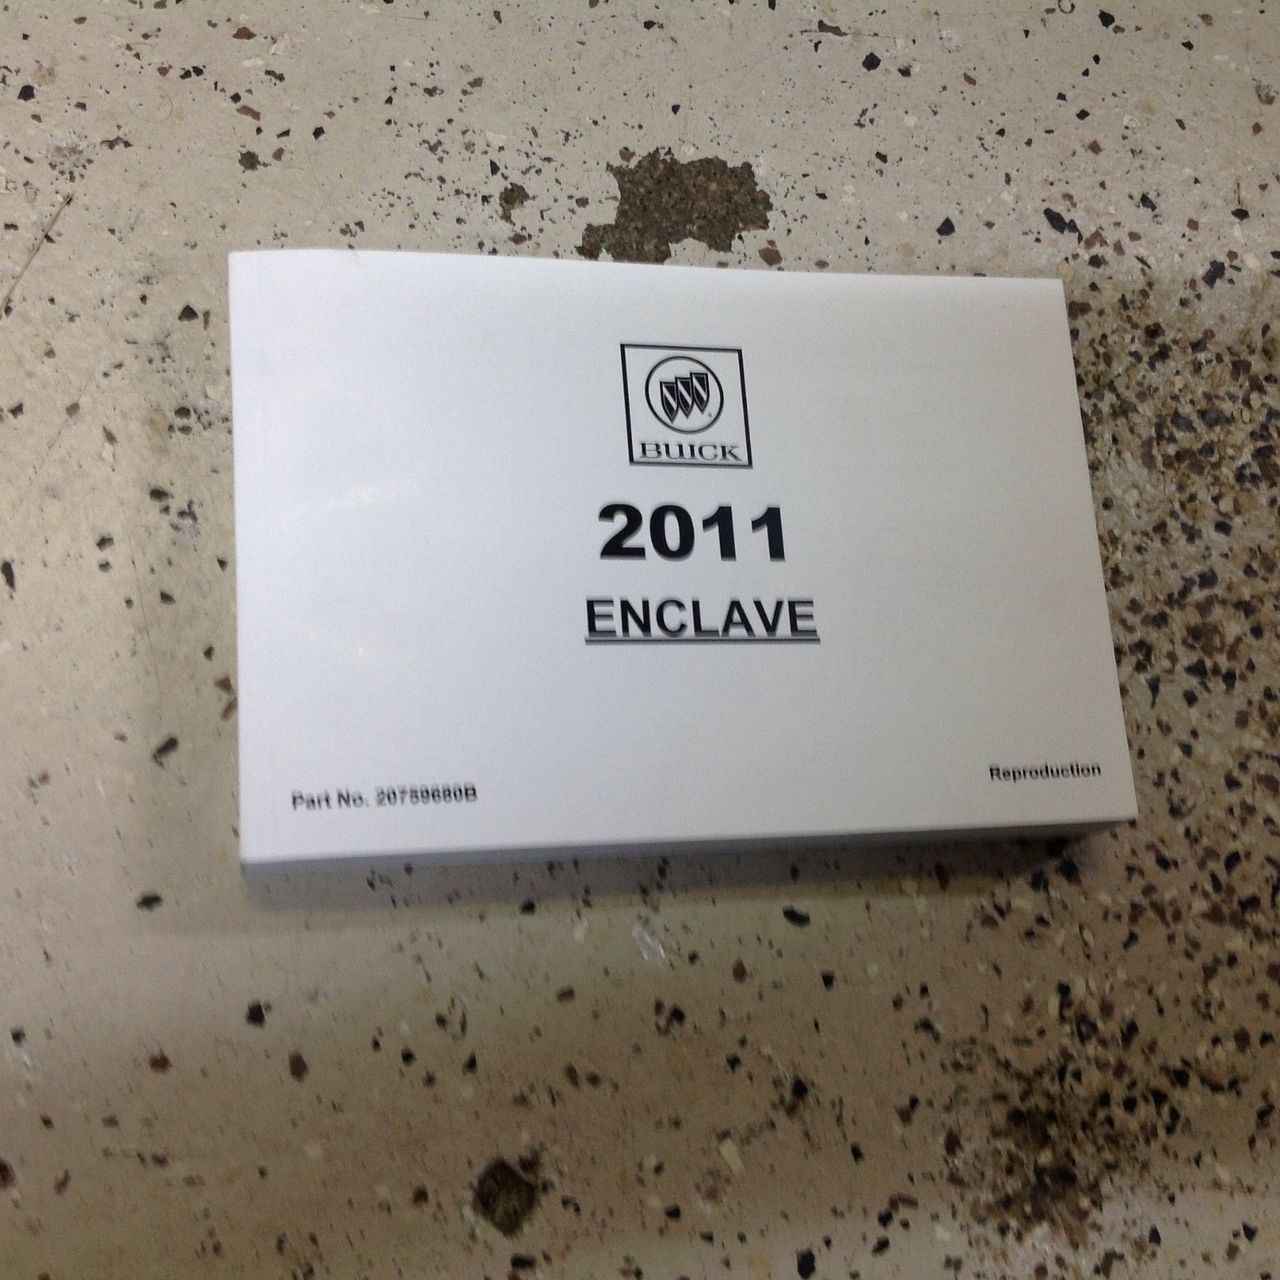 BUICK
2011
ENCLAVE
Part No. 20759680B
Reproduction